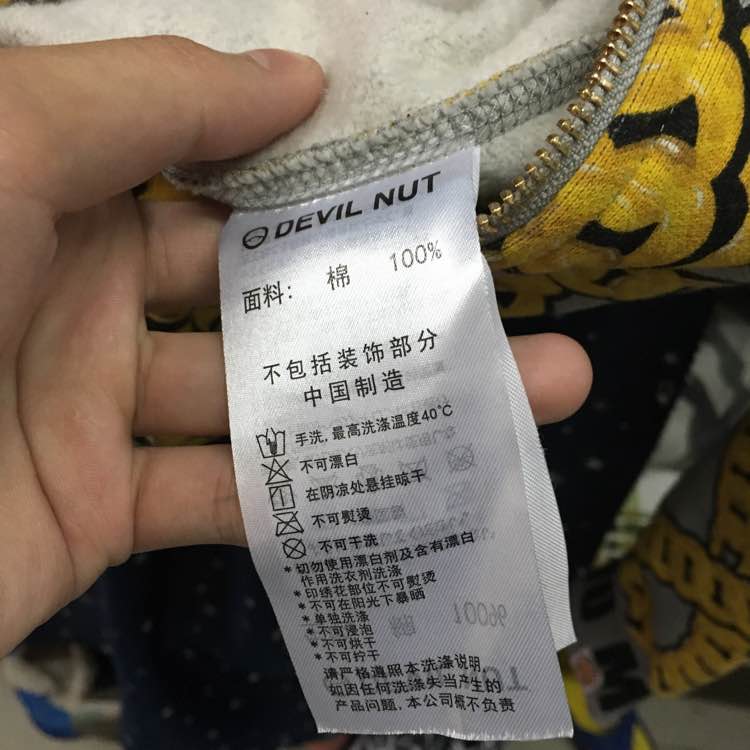 DEVIL NUT
面料: 棉 100%
不包括装饰部分
中国制造
手洗,最高洗涤温度40℃
不可漂白
在阴凉处悬挂晾干
不可熨烫
不可干洗
*切勿使用漂白剂及含有漂白
作用洗衣剂洗涤
*印绣花部位不可熨烫
*不可在阳光下暴晒
*单独洗涤
*不可浸泡
*不可烘干
*不可拧干
请严格遵照本洗涤说明,
如因任何洗涤失当产生的
产品问题,本公司概不负责